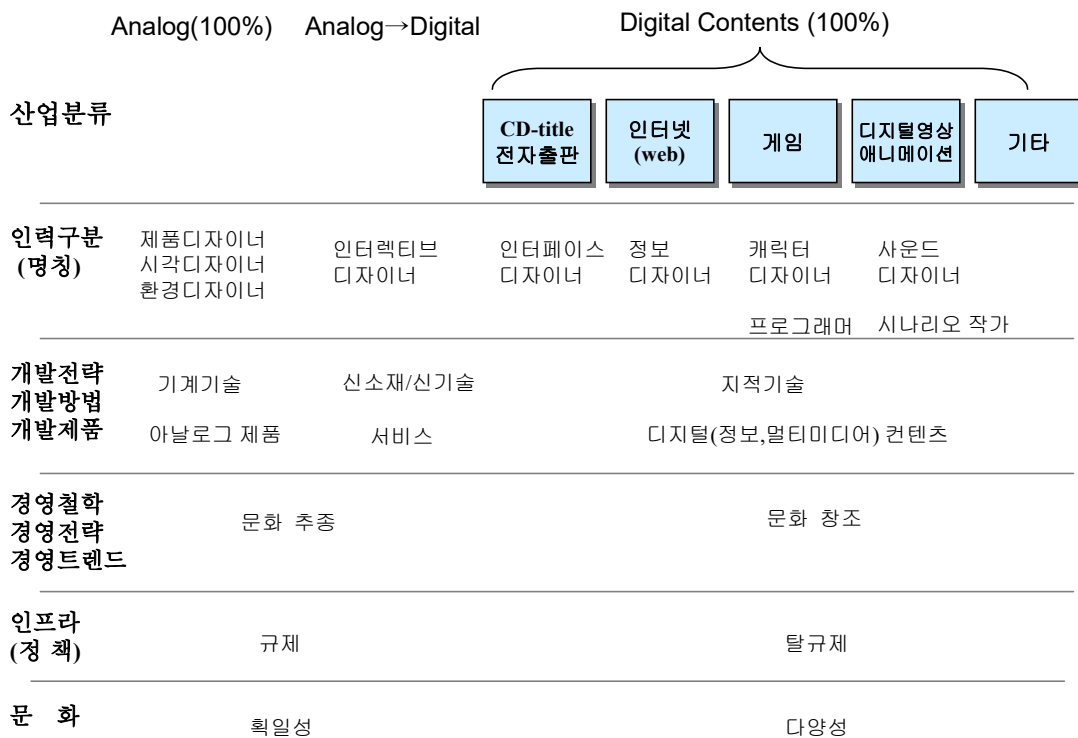 Analog(100%) Analog→Digital Digital Contents (100%)
산업분류
CD-title
전자출판
인터넷
(web)
게임
디지털영상
애니메이션
기타
인력구분
(명칭)
제품디자이너
시각디자이너
환경디자이너
인터렉티브
디자이너
인터페이스
디자이너
정보
디자이너
캐릭터
디자이너
프로그래머
사운드
디자이너
시나리오 작가
개발전략
개발방법
개발제품
기계기술 신소재/신기술 지적기술
아날로그 제품 서비스 디지털(정보,멀티미디어) 컨텐츠
경영철학
경영전략
경영트렌드
문화 추종 문화 창조
인프라
(정 책)
규제 탈규제
문 화
획일성 다양성